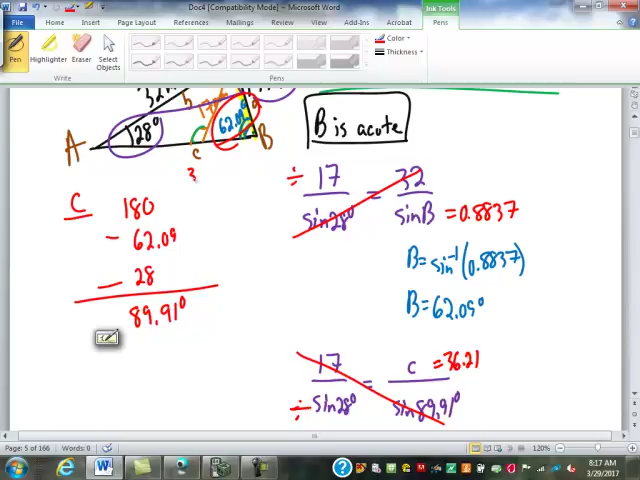 Doc4 [Compatibility Mode] - Word
Ink Tools
File Home Insert Design Layout References Mailings Review View Add-Ins Acrobat Pens
Pen Highlighter Eraser Select Objects
Color
Thickness
Write
Pens
A
28°
62.09°
B
c
B is acute
÷ 17 = 32
sin28° sinB = 0.8837
B = sin⁻¹(0.8837)
B = 62.09°
C 180
- 62.09
- 28
89.91°
17 = c = 36.21
÷ sin28° sin89.91°
Page: 5 of 166 Words: 0
120%
8:17 AM
3/29/2017